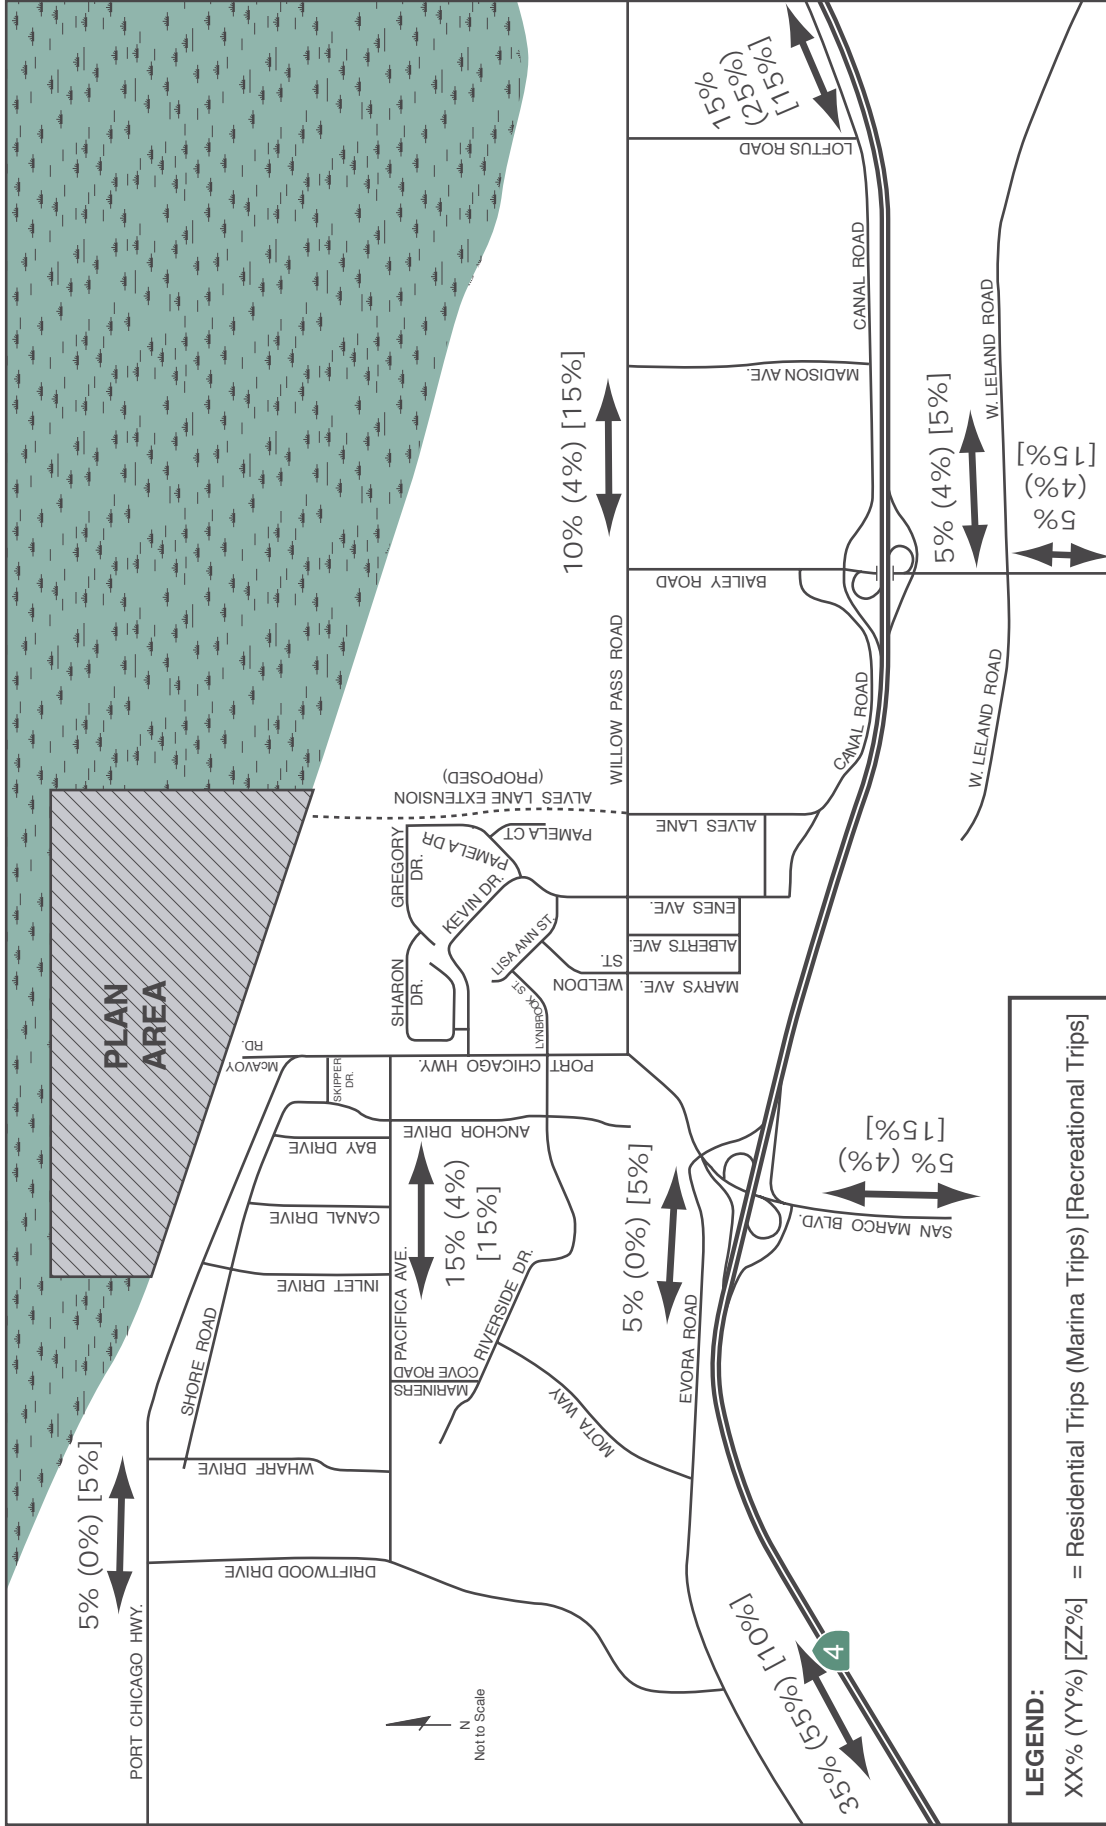 PLAN
AREA
PORT CHICAGO HWY.
5% (0%) [5%]
SHORE ROAD
WHARF DRIVE
DRIFTWOOD DRIVE
INLET DRIVE
CANAL DRIVE
BAY DRIVE
SKIPPER
DR.
McAVOY
RD.
ANCHOR DRIVE
PORT CHICAGO HWY.
PACIFICA AVE.
15% (4%)
[15%]
MARINERS
COVE ROAD
RIVERSIDE DR.
MOTA WAY
SHARON
DR.
GREGORY
DR.
PAMELA DR
PAMELA CT
KEVIN DR.
LISA ANN ST.
LYNBROOK ST.
WELDON
ST.
ALVES LANE EXTENSION
(PROPOSED)
WILLOW PASS ROAD
10% (4%) [15%]
MARYS AVE.
ALBERTS AVE.
ENES AVE.
ALVES LANE
BAILEY ROAD
MADISON AVE.
LOFTUS ROAD
CANAL ROAD
CANAL ROAD
15%
(25%)
[15%]
5% (0%) [5%]
EVORA ROAD
SAN MARCO BLVD.
5% (4%)
[15%]
5% (4%) [5%]
W. LELAND ROAD
W. LELAND ROAD
5%
(4%)
[15%]
35% (55%) [10%]
4
N
Not to Scale
LEGEND:
XX% (YY%) [ZZ%] = Residential Trips (Marina Trips) [Recreational Trips]